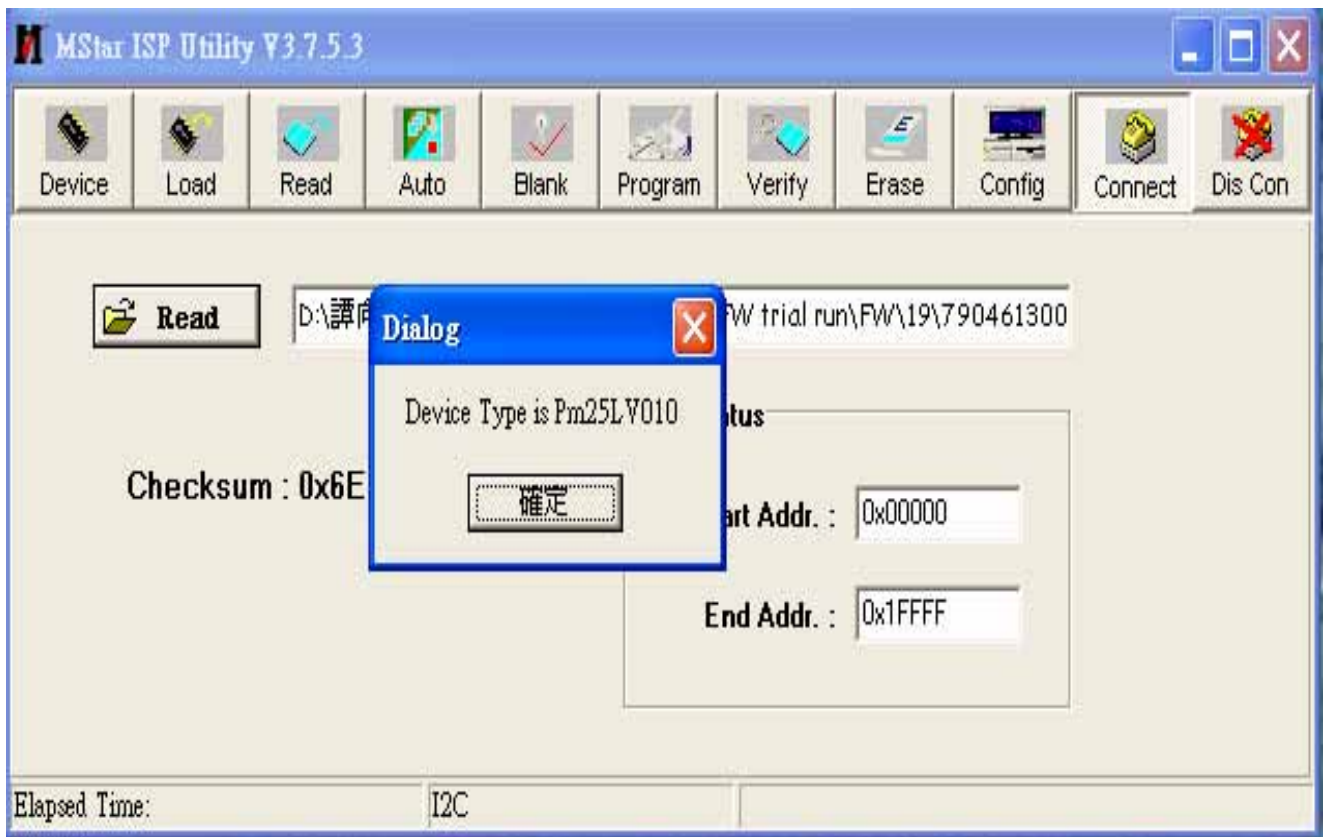 MStar ISP Utility V3.7.5.3
Device Load Read Auto Blank Program Verify Erase Config Connect Dis Con
Read D:\譚向 FW trial run\FW\19\790461300
Dialog
Device Type is Pm25LV010
確定
Checksum : 0x6E
tus
art Addr. : 0x00000
End Addr. : 0x1FFFF
Elapsed Time: I2C